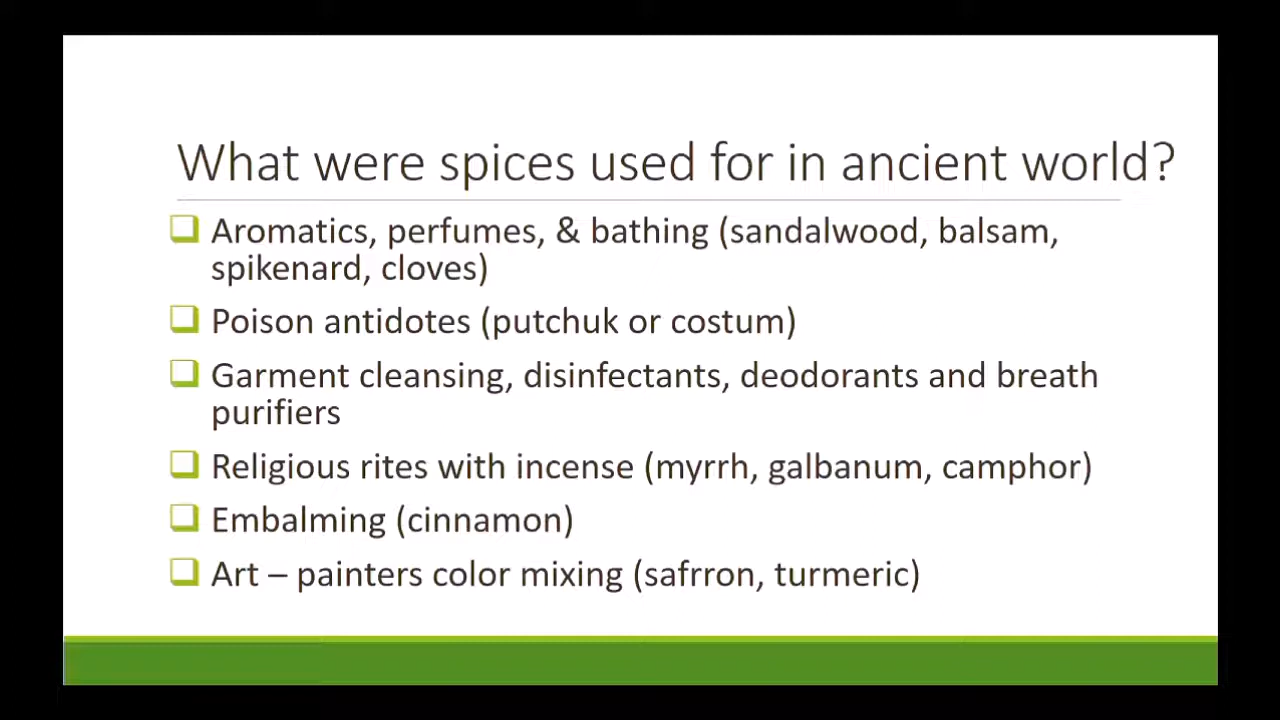 What were spices used for in ancient world?
Aromatics, perfumes, & bathing (sandalwood, balsam,
spikenard, cloves)
Poison antidotes (putchuk or costum)
Garment cleansing, disinfectants, deodorants and breath
purifiers
Religious rites with incense (myrrh, galbanum, camphor)
Embalming (cinnamon)
Art – painters color mixing (safrron, turmeric)